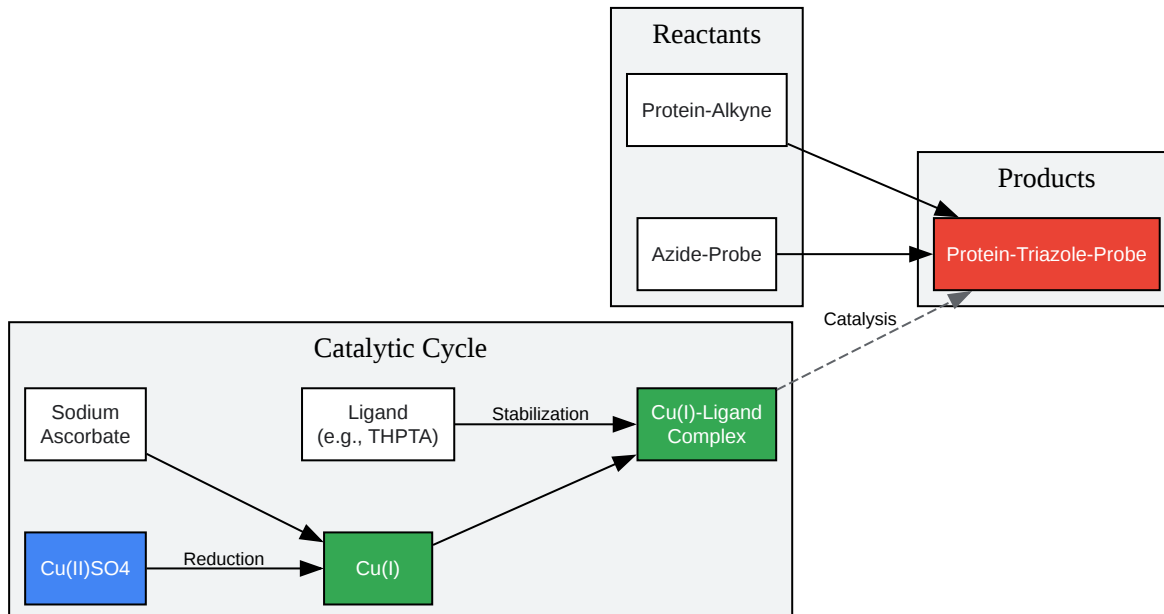 Reactants
Protein-Alkyne
Products
Azide-Probe
Protein-Triazole-Probe
Catalysis
Catalytic Cycle
Sodium
Ascorbate
Ligand
(e.g., THPTA)
Stabilization
Cu(I)-Ligand
Complex
Cu(II)SO4
Reduction
Cu(I)